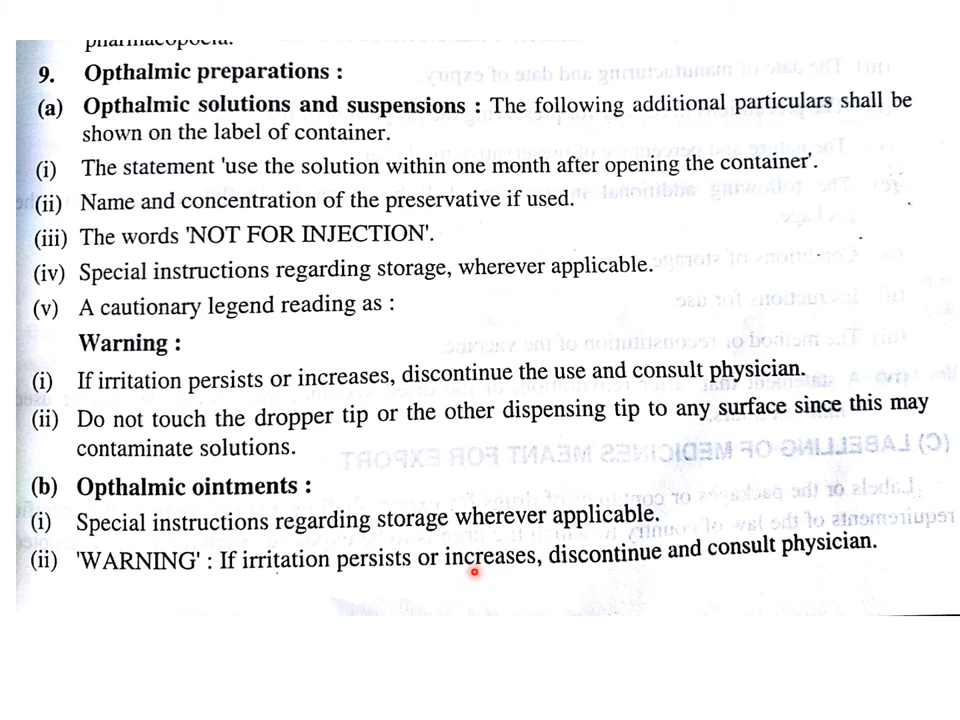 pharmacopoeia.
9. Opthalmic preparations :
(a) Opthalmic solutions and suspensions : The following additional particulars shall be
shown on the label of container.
(i) The statement 'use the solution within one month after opening the container'.
(ii) Name and concentration of the preservative if used.
(iii) The words 'NOT FOR INJECTION'.
(iv) Special instructions regarding storage, wherever applicable.
(v) A cautionary legend reading as :
Warning :
(i) If irritation persists or increases, discontinue the use and consult physician.
(ii) Do not touch the dropper tip or the other dispensing tip to any surface since this may
contaminate solutions.
(b) Opthalmic ointments :
(i) Special instructions regarding storage wherever applicable.
(ii) 'WARNING' : If irritation persists or increases, discontinue and consult physician.